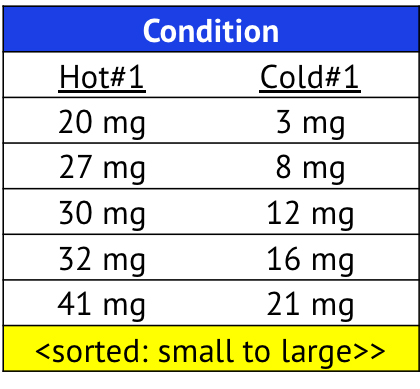 Condition
Hot#1 Cold#1
20 mg 3 mg
27 mg 8 mg
30 mg 12 mg
32 mg 16 mg
41 mg 21 mg
<sorted: small to large>>